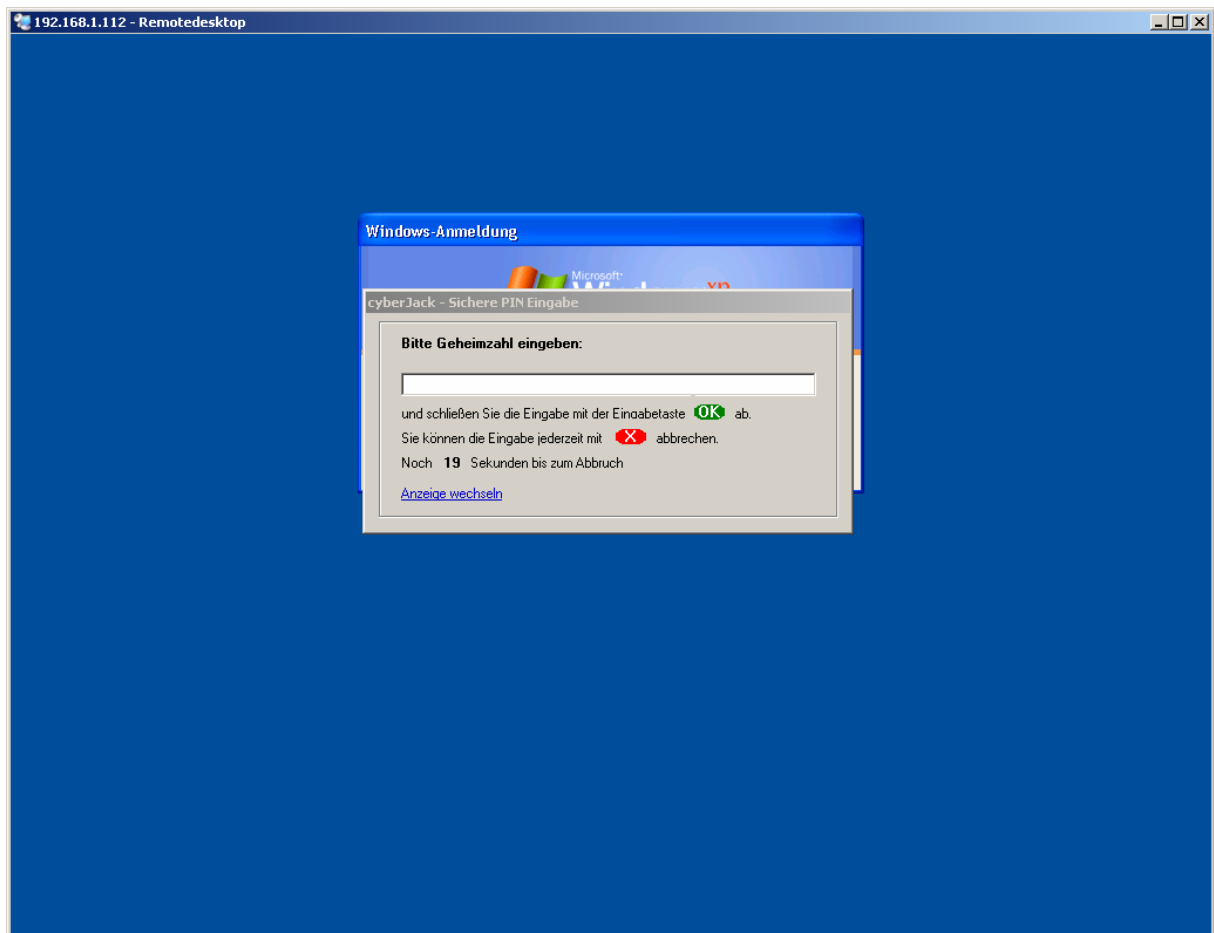 192.168.1.112 - Remotedesktop
Windows-Anmeldung
Microsoft
Windows xp
cyberJack - Sichere PIN Eingabe
Bitte Geheimzahl eingeben:
und schließen Sie die Eingabe mit der Eingabetaste OK ab.
Sie können die Eingabe jederzeit mit X abbrechen.
Noch 19 Sekunden bis zum Abbruch
Anzeige wechseln